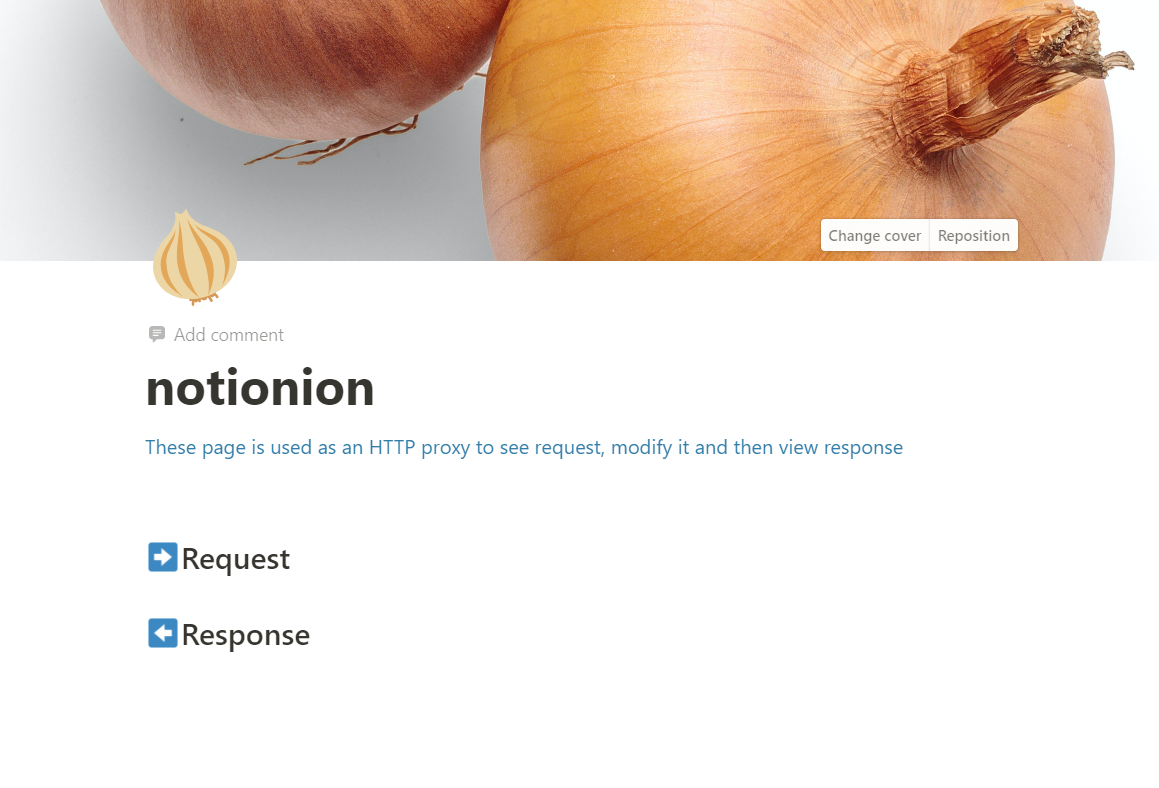 Change cover Reposition
Add comment
notionion
These page is used as an HTTP proxy to see request, modify it and then view response
➡️Request
⬅️Response